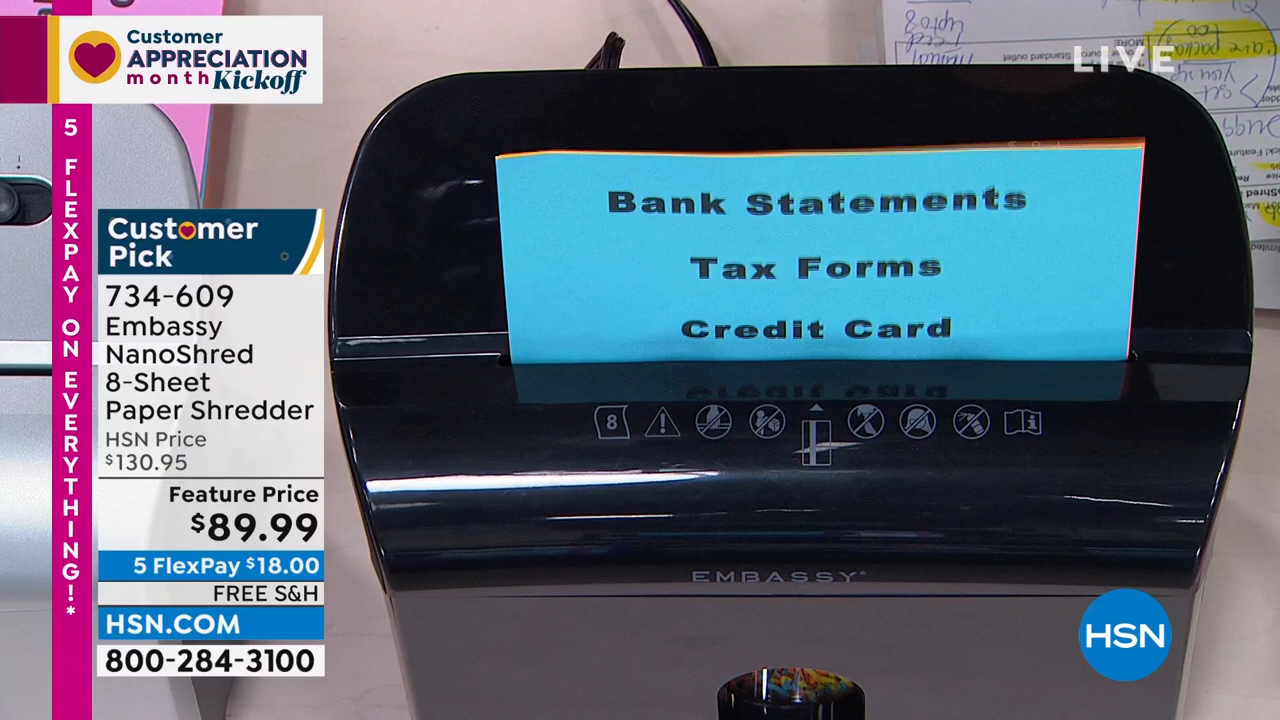 Customer
APPRECIATION
month Kickoff
5 FLEXPAY ON EVERYTHING!*
Customer
Pick
734-609
Embassy
NanoShred
8-Sheet
Paper Shredder
HSN Price
$130.95
Feature Price
$89.99
5 FlexPay $18.00
FREE S&H
HSN.COM
800-284-3100
LIVE
Bank Statements
Tax Forms
Credit Card
8
EMBASSY
HSN